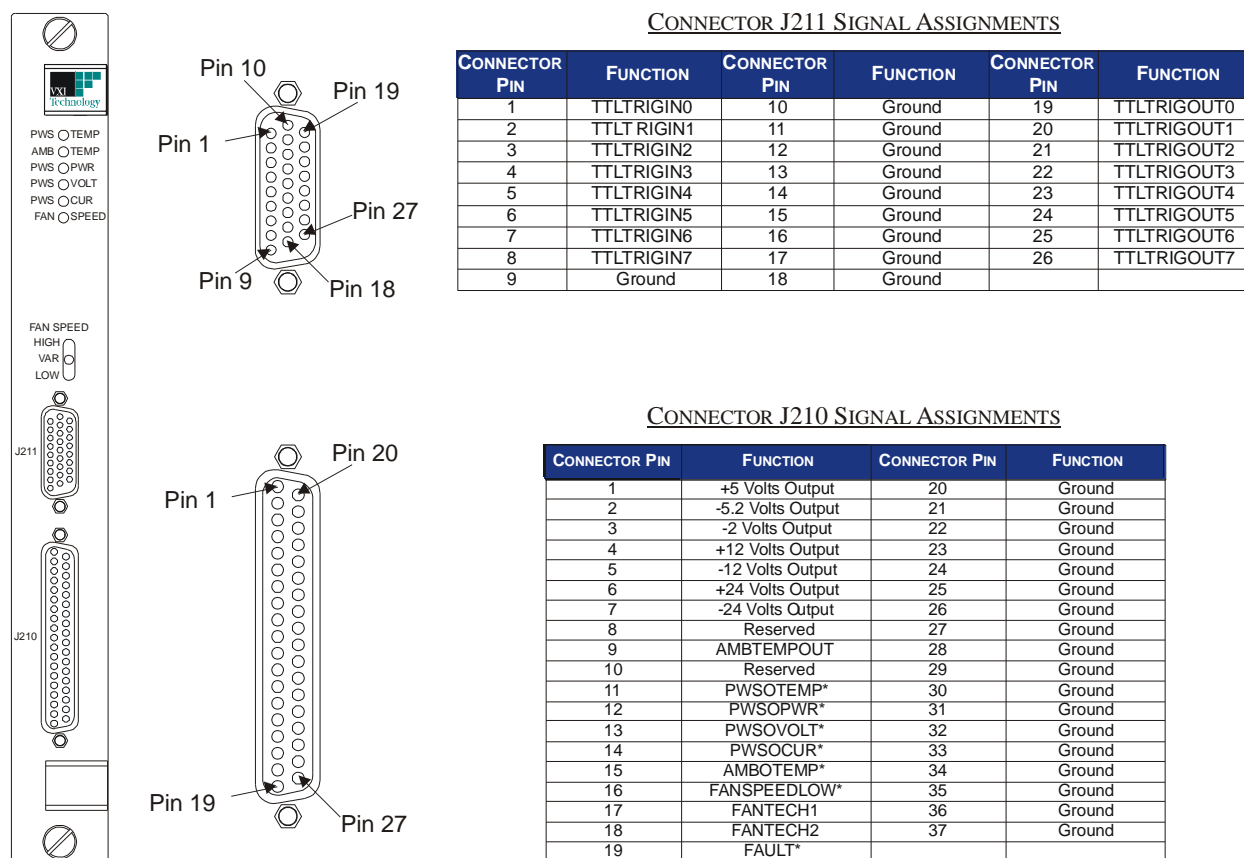 VXI
Technology
PWS TEMP
AMB TEMP
PWS PWR
PWS VOLT
PWS CUR
FAN SPEED
FAN SPEED
HIGH
VAR
LOW
J211
J210
Pin 10
Pin 19
Pin 1
Pin 27
Pin 9
Pin 18
CONNECTOR J211 SIGNAL ASSIGNMENTS
CONNECTOR PIN FUNCTION CONNECTOR PIN FUNCTION CONNECTOR PIN FUNCTION
1 TTLTRIGIN0 10 Ground 19 TTLTRIGOUT0
2 TTLT RIGIN1 11 Ground 20 TTLTRIGOUT1
3 TTLTRIGIN2 12 Ground 21 TTLTRIGOUT2
4 TTLTRIGIN3 13 Ground 22 TTLTRIGOUT3
5 TTLTRIGIN4 14 Ground 23 TTLTRIGOUT4
6 TTLTRIGIN5 15 Ground 24 TTLTRIGOUT5
7 TTLTRIGIN6 16 Ground 25 TTLTRIGOUT6
8 TTLTRIGIN7 17 Ground 26 TTLTRIGOUT7
9 Ground 18 Ground
Pin 20
Pin 1
Pin 19
Pin 27
CONNECTOR J210 SIGNAL ASSIGNMENTS
CONNECTOR PIN FUNCTION CONNECTOR PIN FUNCTION
1 +5 Volts Output 20 Ground
2 -5.2 Volts Output 21 Ground
3 -2 Volts Output 22 Ground
4 +12 Volts Output 23 Ground
5 -12 Volts Output 24 Ground
6 +24 Volts Output 25 Ground
7 -24 Volts Output 26 Ground
8 Reserved 27 Ground
9 AMBTEMPOUT 28 Ground
10 Reserved 29 Ground
11 PWSOTEMP* 30 Ground
12 PWSOPWR* 31 Ground
13 PWSOVOLT* 32 Ground
14 PWSOCUR* 33 Ground
15 AMBOTEMP* 34 Ground
16 FANSPEEDLOW* 35 Ground
17 FANTECH1 36 Ground
18 FANTECH2 37 Ground
19 FAULT*